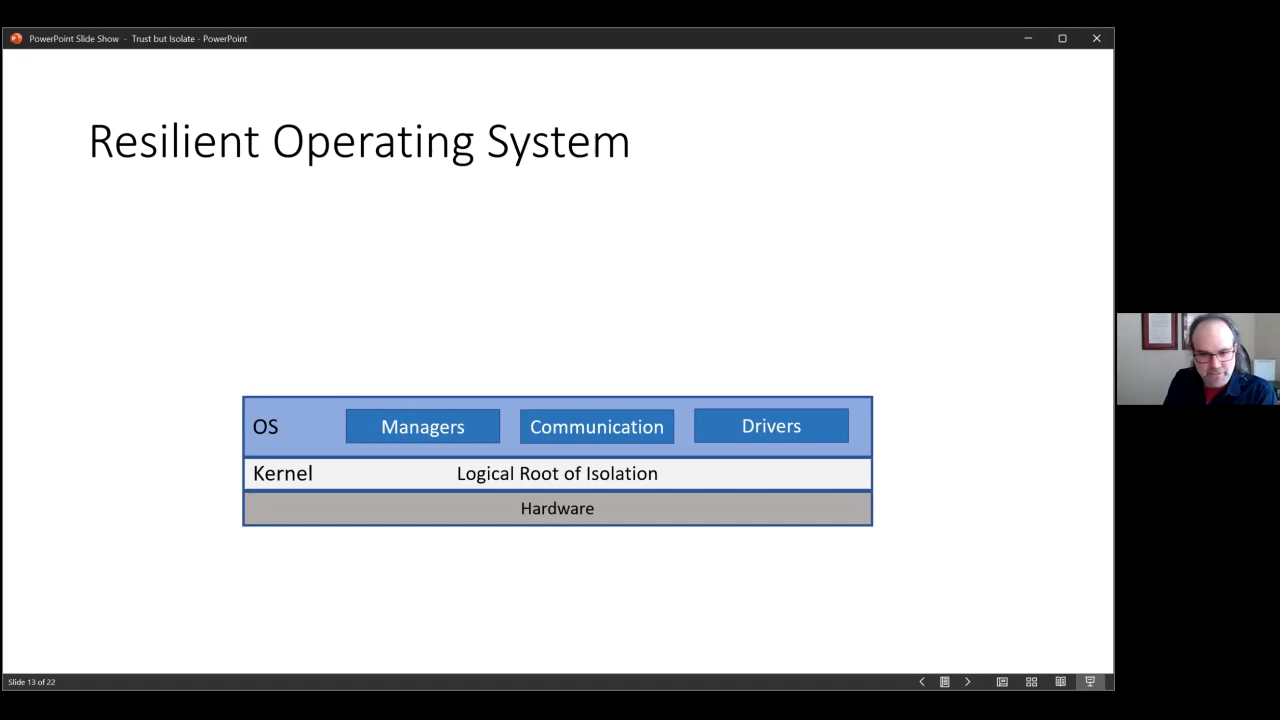 PowerPoint Slide Show - Trust but Isolate - PowerPoint
Resilient Operating System
OS
Managers
Communication
Drivers
Kernel
Logical Root of Isolation
Hardware
Slide 13 of 22